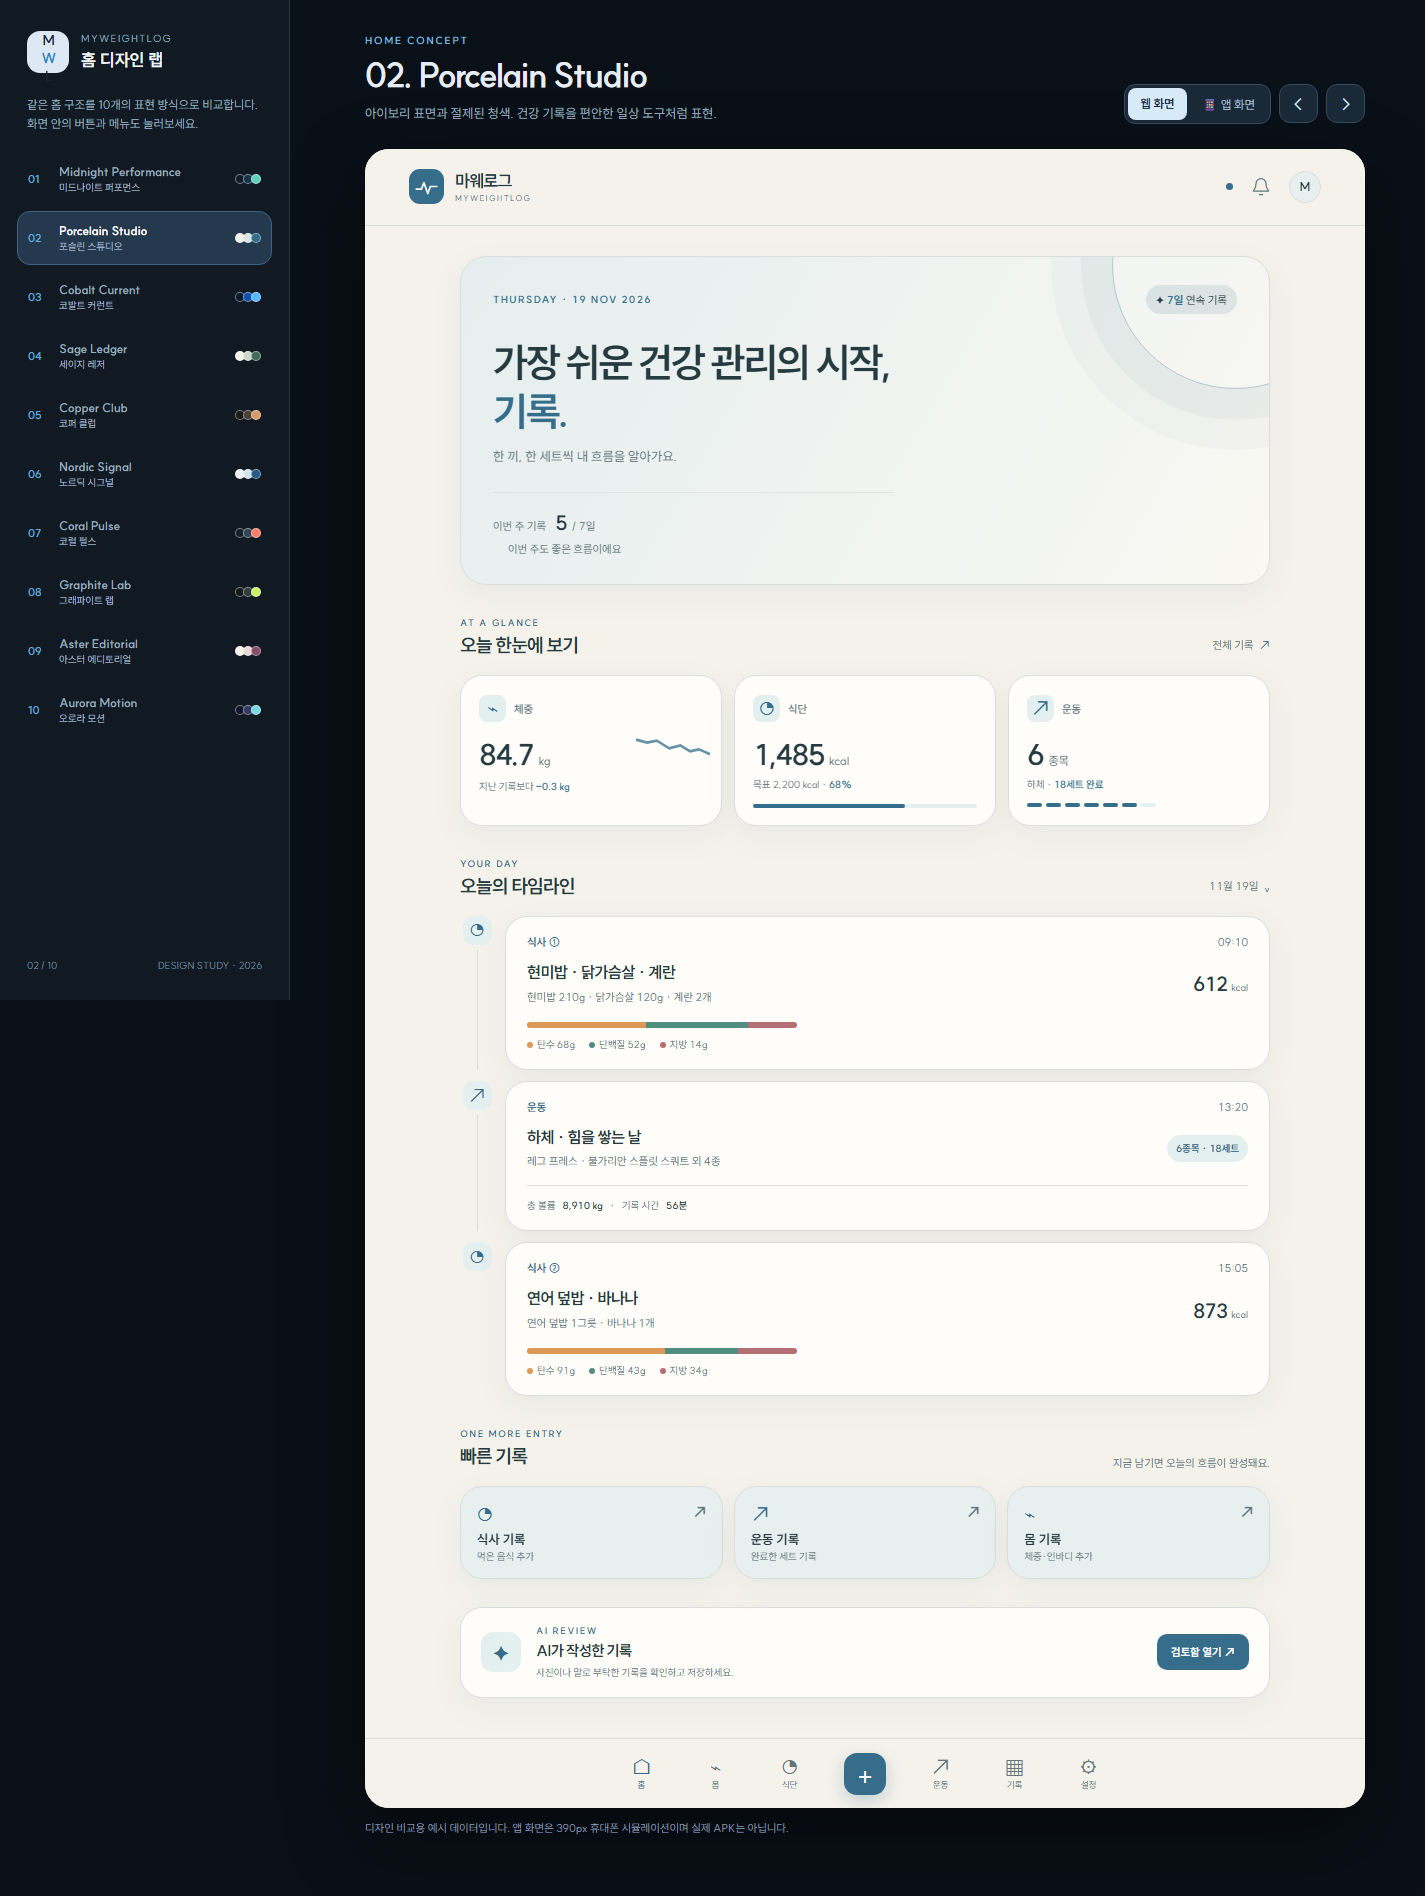 M
W
L
MYWEIGHTLOG
홈 디자인 랩
같은 홈 구조를 10개의 표현 방식으로 비교합니다.
화면 안의 버튼과 메뉴도 눌러보세요.
01 Midnight Performance
미드나이트 퍼포먼스
02 Porcelain Studio
포슬린 스튜디오
03 Cobalt Current
코발트 커런트
04 Sage Ledger
세이지 레저
05 Copper Club
코퍼 클럽
06 Nordic Signal
노르딕 시그널
07 Coral Pulse
코랄 펄스
08 Graphite Lab
그래파이트 랩
09 Aster Editorial
아스터 에디토리얼
10 Aurora Motion
오로라 모션
02 / 10
DESIGN STUDY · 2026
HOME CONCEPT
02. Porcelain Studio
아이보리 표면과 절제된 청색. 건강 기록을 편안한 일상 도구처럼 표현.
웹 화면
앱 화면
마웨로그
MYWEIGHTLOG
M
THURSDAY · 19 NOV 2026
✦ 7일 연속 기록
가장 쉬운 건강 관리의 시작,
기록.
한 끼, 한 세트씩 내 흐름을 알아가요.
이번 주 기록 5 / 7일
이번 주도 좋은 흐름이에요
AT A GLANCE
오늘 한눈에 보기
전체 기록 ↗
체중
84.7 kg
지난 기록보다 −0.3 kg
식단
1,485 kcal
목표 2,200 kcal · 68%
운동
6 종목
하체 · 18세트 완료
YOUR DAY
오늘의 타임라인
11월 19일
식사 ①
09:10
현미밥 · 닭가슴살 · 계란
현미밥 210g · 닭가슴살 120g · 계란 2개
612 kcal
탄수 68g 단백질 52g 지방 14g
운동
13:20
하체 · 힘을 쌓는 날
레그 프레스 · 불가리안 스플릿 스쿼트 외 4종
6종목 · 18세트
총 볼륨 8,910 kg · 기록 시간 56분
식사 ②
15:05
연어 덮밥 · 바나나
연어 덮밥 1그릇 · 바나나 1개
873 kcal
탄수 91g 단백질 43g 지방 34g
ONE MORE ENTRY
빠른 기록
지금 남기면 오늘의 흐름이 완성돼요.
식사 기록
먹은 음식 추가
운동 기록
완료한 세트 기록
몸 기록
체중·인바디 추가
AI REVIEW
AI가 작성한 기록
사진이나 말로 부탁한 기록을 확인하고 저장하세요.
검토함 열기 ↗
홈
몸
식단
+
운동
기록
설정
디자인 비교용 예시 데이터입니다. 앱 화면은 390px 휴대폰 시뮬레이션이며 실제 APK는 아닙니다.